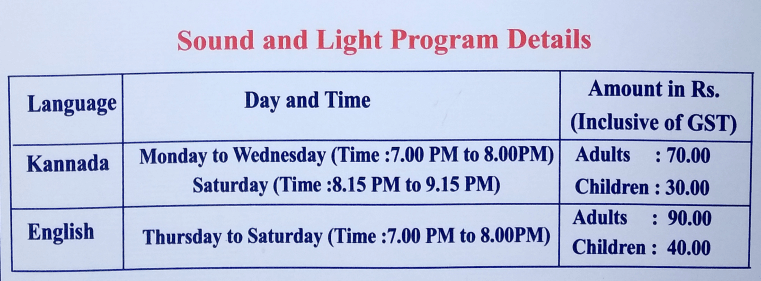 Sound and Light Program Details
Language
Day and Time
Amount in Rs.
(Inclusive of GST)
Kannada
Monday to Wednesday (Time :7.00 PM to 8.00PM)
Saturday (Time :8.15 PM to 9.15 PM)
Adults : 70.00
Children : 30.00
English
Thursday to Saturday (Time :7.00 PM to 8.00PM)
Adults : 90.00
Children : 40.00